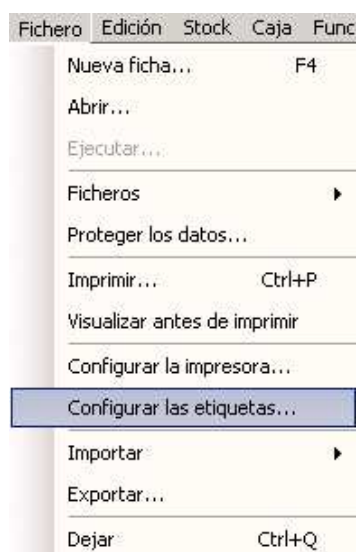 Fichero Edición Stock Caja Func
Nueva ficha... F4
Abrir...
Ejecutar...
Ficheros
Proteger los datos...
Imprimir... Ctrl+P
Visualizar antes de imprimir
Configurar la impresora...
Configurar las etiquetas...
Importar
Exportar...
Dejar Ctrl+Q